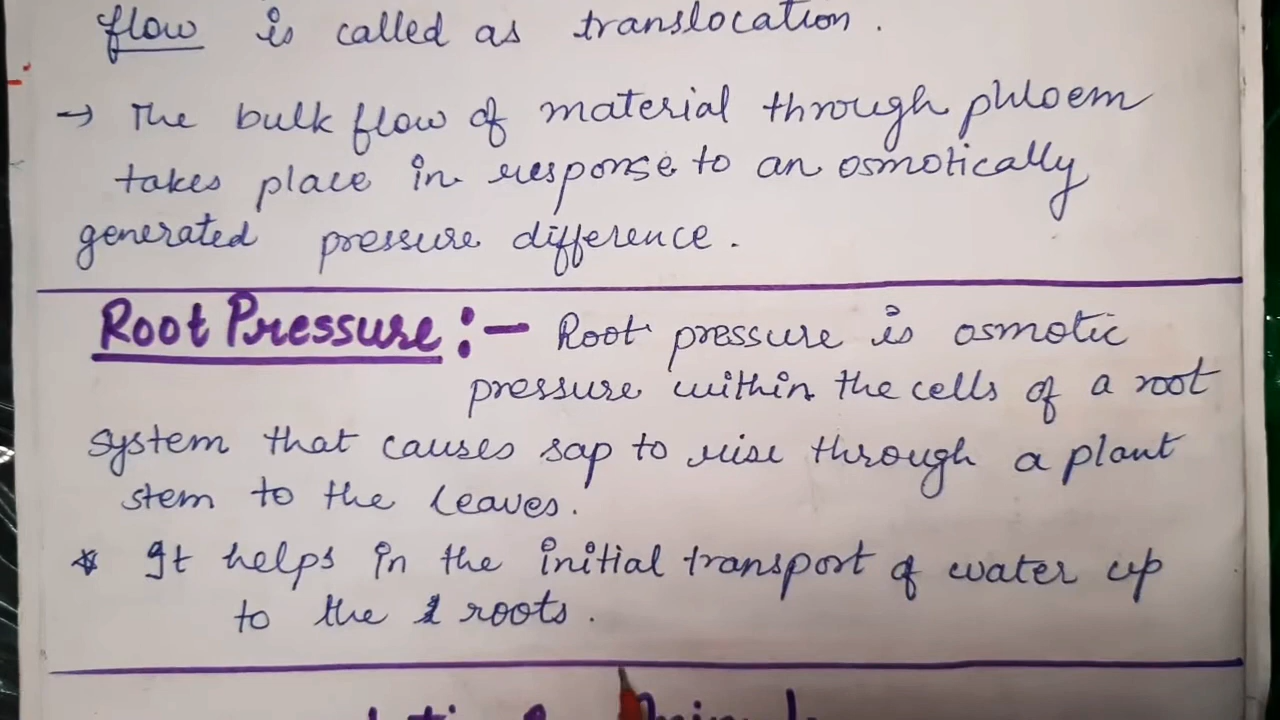 flow is called as translocation.
→ The bulk flow of material through phloem
takes place in response to an osmotically
generated pressure difference.
Root Pressure :- Root pressure is osmotic
pressure within the cells of a root
system that causes sap to rise through a plant
stem to the leaves.
* It helps in the initial transport of water up
to the roots.